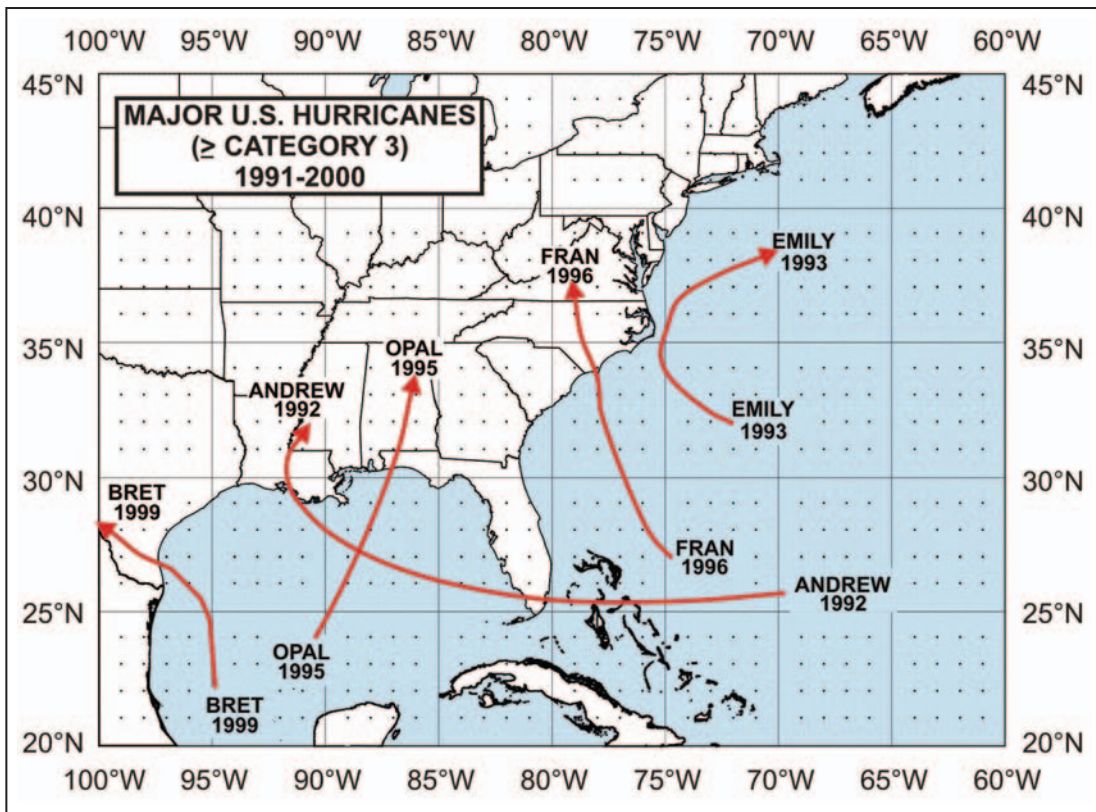 100°W 95°W 90°W 85°W 80°W 75°W 70°W 65°W 60°W
45°N 45°N
MAJOR U.S. HURRICANES
(≥ CATEGORY 3)
1991-2000
40°N 40°N
EMILY
1993
FRAN
1996
35°N 35°N
OPAL
1995
ANDREW
1992
EMILY
1993
30°N 30°N
BRET
1999
FRAN
1996
ANDREW
1992
25°N 25°N
OPAL
1995
BRET
1999
20°N 20°N
100°W 95°W 90°W 85°W 80°W 75°W 70°W 65°W 60°W